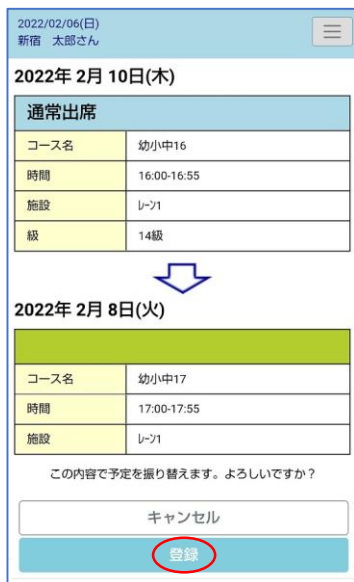 2022/02/06(日)
新宿 太郎さん
2022年 2月 10日(木)
通常出席
コース名 幼小中16
時間 16:00-16:55
施設 ﾚｰﾝ1
級 14級
2022年 2月 8日(火)
コース名 幼小中17
時間 17:00-17:55
施設 ﾚｰﾝ1
この内容で予定を振り替えます。よろしいですか？
キャンセル
登録